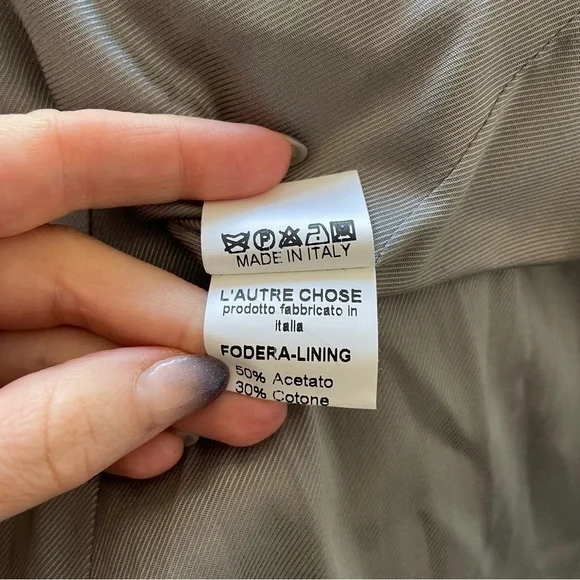 MADE IN ITALY
L'AUTRE CHOSE
prodotto fabbricato in
italia
FODERA-LINING
50% Acetato
30% Cotone